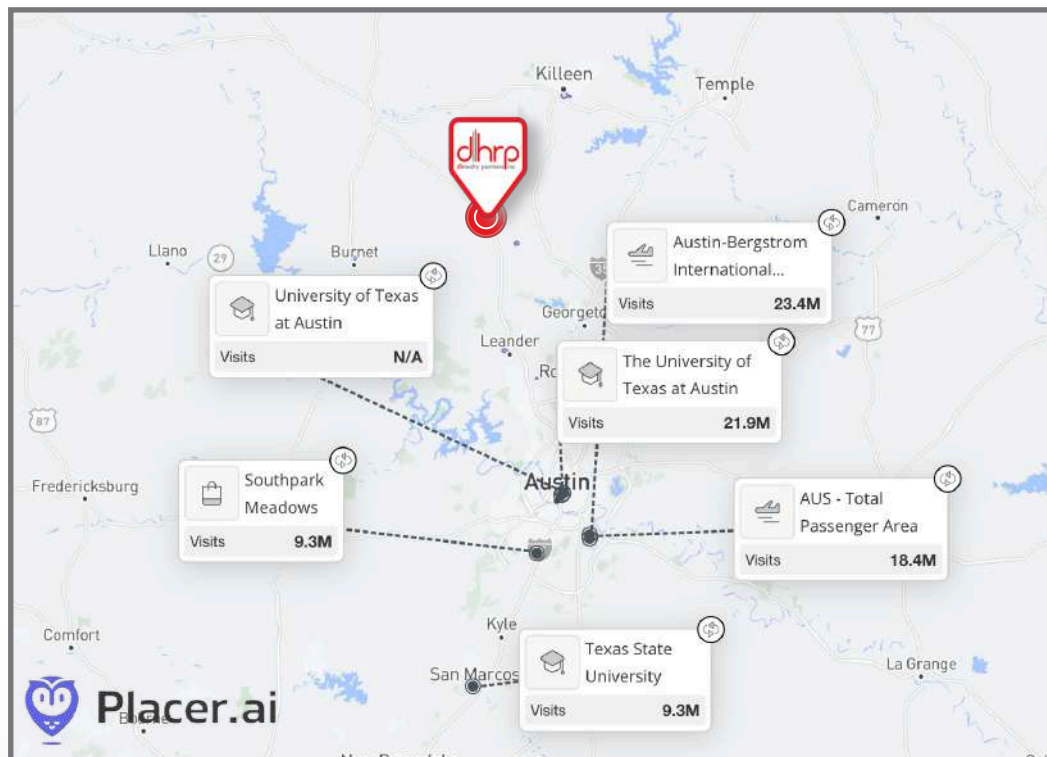 Killeen
Temple
dhrp
Cameron
Llano
29
Burnet
Austin-Bergstrom
International...
Visits 23.4M
35
University of Texas
at Austin
Visits N/A
Georgeto
Leander
Ro
77
The University of
Texas at Austin
Visits 21.9M
87
Fredericksburg
Southpark
Meadows
Visits 9.3M
Austin
AUS - Total
Passenger Area
Visits 18.4M
Comfort
Kyle
San Marcos
Texas State
University
Visits 9.3M
La Grange
Placer.ai